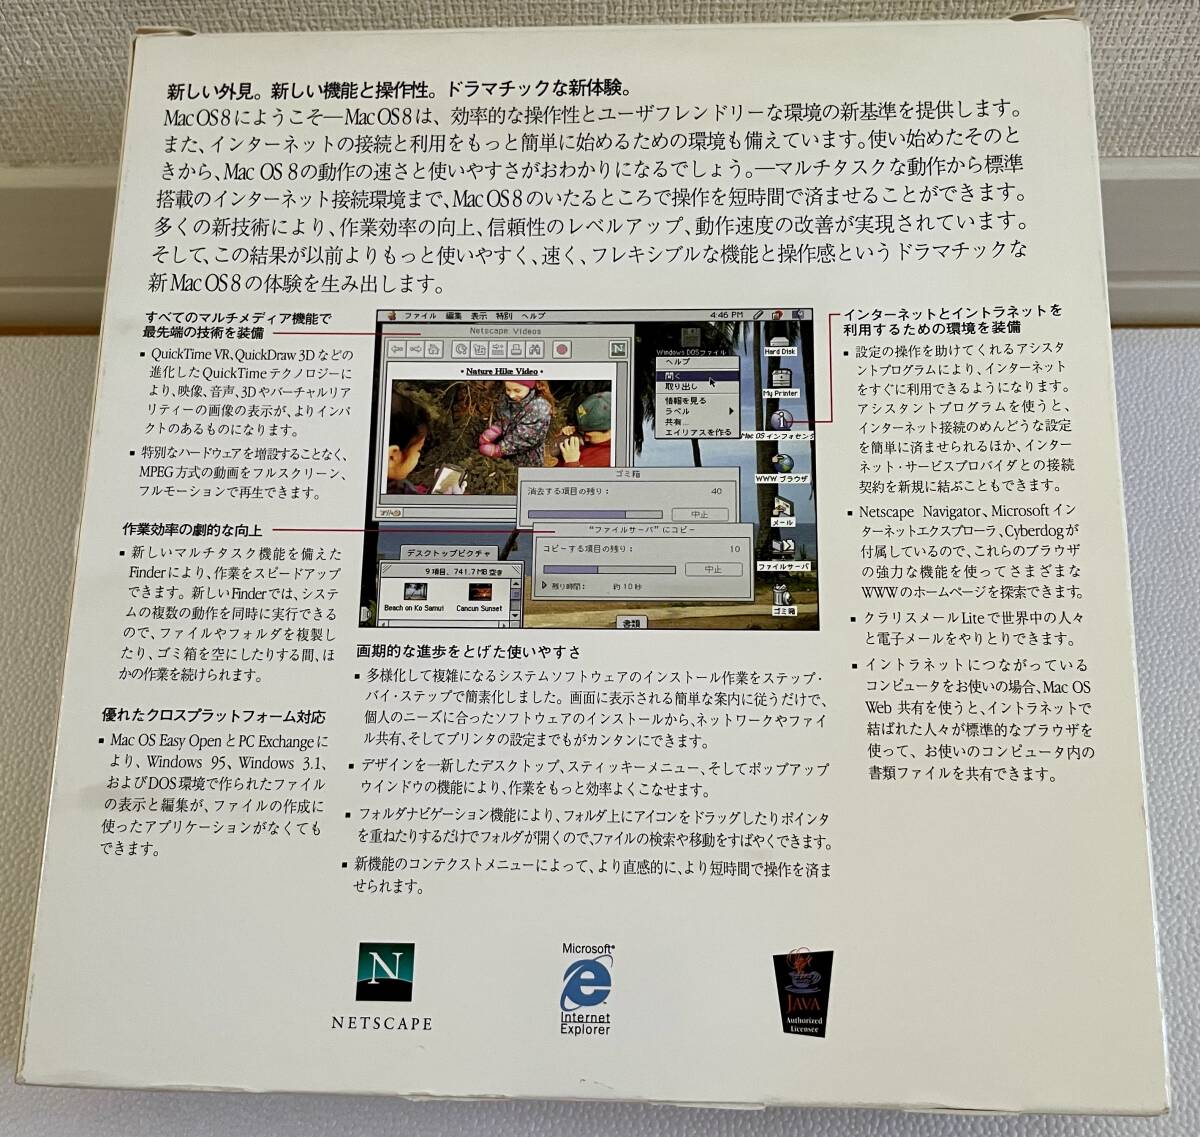 新しい外見。新しい機能と操作性。ドラマチックな新体験。
Mac OS 8にようこそ—Mac OS 8は、効率的な操作性とユーザフレンドリーな環境の新基準を提供します。
また、インターネットの接続と利用をもっと簡単に始めるための環境も備えています。使い始めたそのと
きから、Mac OS 8の動作の速さと使いやすさがおわかりになるでしょう。—マルチタスクな動作から標準
搭載のインターネット接続環境まで、Mac OS 8のいたるところで操作を短時間で済ませることができます。
多くの新技術により、作業効率の向上、信頼性のレベルアップ、動作速度の改善が実現されています。
そして、この結果が以前よりもっと使いやすく、速く、フレキシブルな機能と操作感というドラマチックな
新Mac OS 8の体験を生み出します。
すべてのマルチメディア機能で
最先端の技術を装備
▪ QuickTime VR、QuickDraw 3Dなどの
進化したQuickTimeテクノロジーに
より、映像、音声、3Dやバーチャルリア
リティーの画像の表示が、よりインパ
クトのあるものになります。
▪ 特別なハードウェアを増設することなく、
MPEG方式の動画をフルスクリーン、
フルモーションで再生できます。
作業効率の劇的な向上
▪ 新しいマルチタスク機能を備えた
Finderにより、作業をスピードアップ
できます。新しいFinderでは、システ
ムの複数の動作を同時に実行できる
ので、ファイルやフォルダを複製し
たり、ゴミ箱を空にしたりする間、ほ
かの作業を続けられます。
優れたクロスプラットフォーム対応
▪ Mac OS Easy OpenとPC Exchangeに
より、Windows 95、Windows 3.1、
およびDOS環境で作られたファイル
の表示と編集が、ファイルの作成に
使ったアプリケーションがなくても
できます。
ファイル 編集 表示 特別 ヘルプ
4:46 PM
Netscape Videos
N
• Nature Hike Video •
Windows DOSファイル
ヘルプ
開く
取り出し
情報を見る
ラベル
共有...
エイリアスを作る
Hard Disk
My Printer
Mac OS インフォセンタ
WWW ブラウザ
メール
ファイルサーバ
ゴミ箱
ゴミ箱
消去する項目の残り： 40
中止
“ファイルサーバ”にコピー
コピーする項目の残り： 10
中止
残り時間： 約10秒
デスクトップピクチャ
9 項目、741.7 MB 空き
Beach on Ko Samui
Cancun Sunset
書類
画期的な進歩をとげた使いやすさ
▪ 多様化して複雑になるシステムソフトウェアのインストール作業をステップ・
バイ・ステップで簡素化しました。画面に表示される簡単な案内に従うだけで、
個人のニーズに合ったソフトウェアのインストールから、ネットワークやファイ
ル共有、そしてプリンタの設定までもがカンタンにできます。
▪ デザインを一新したデスクトップ、スティッキーメニュー、そしてポップアップ
ウインドウの機能により、作業をもっと効率よくこなせます。
▪ フォルダナビゲーション機能により、フォルダ上にアイコンをドラッグしたりポインタ
を重ねたりするだけでフォルダが開くので、ファイルの検索や移動をすばやくできます。
▪ 新機能のコンテクストメニューによって、より直感的に、より短時間で操作を済ま
せられます。
インターネットとイントラネットを
利用するための環境を装備
▪ 設定の操作を助けてくれるアシスタ
ントプログラムにより、インターネット
をすぐに利用できるようになります。
アシスタントプログラムを使うと、
インターネット接続のめんどうな設定
を簡単に済ませられるほか、インター
ネット・サービスプロバイダとの接続
契約を新規に結ぶこともできます。
▪ Netscape Navigator、Microsoftイン
ターネットエクスプローラ、Cyberdogが
付属しているので、これらのブラウザ
の強力な機能を使ってさまざまな
WWWのホームページを探索できます。
▪ クラリスメールLiteで世界中の人々
と電子メールをやりとりできます。
▪ イントラネットにつながっている
コンピュータをお使いの場合、Mac OS
Web 共有を使うと、イントラネットで
結ばれた人々が標準的なブラウザを
使って、お使いのコンピュータ内の
書類ファイルを共有できます。
N
NETSCAPE
Microsoft®
Internet
Explorer
JAVA
Authorized
Licensee